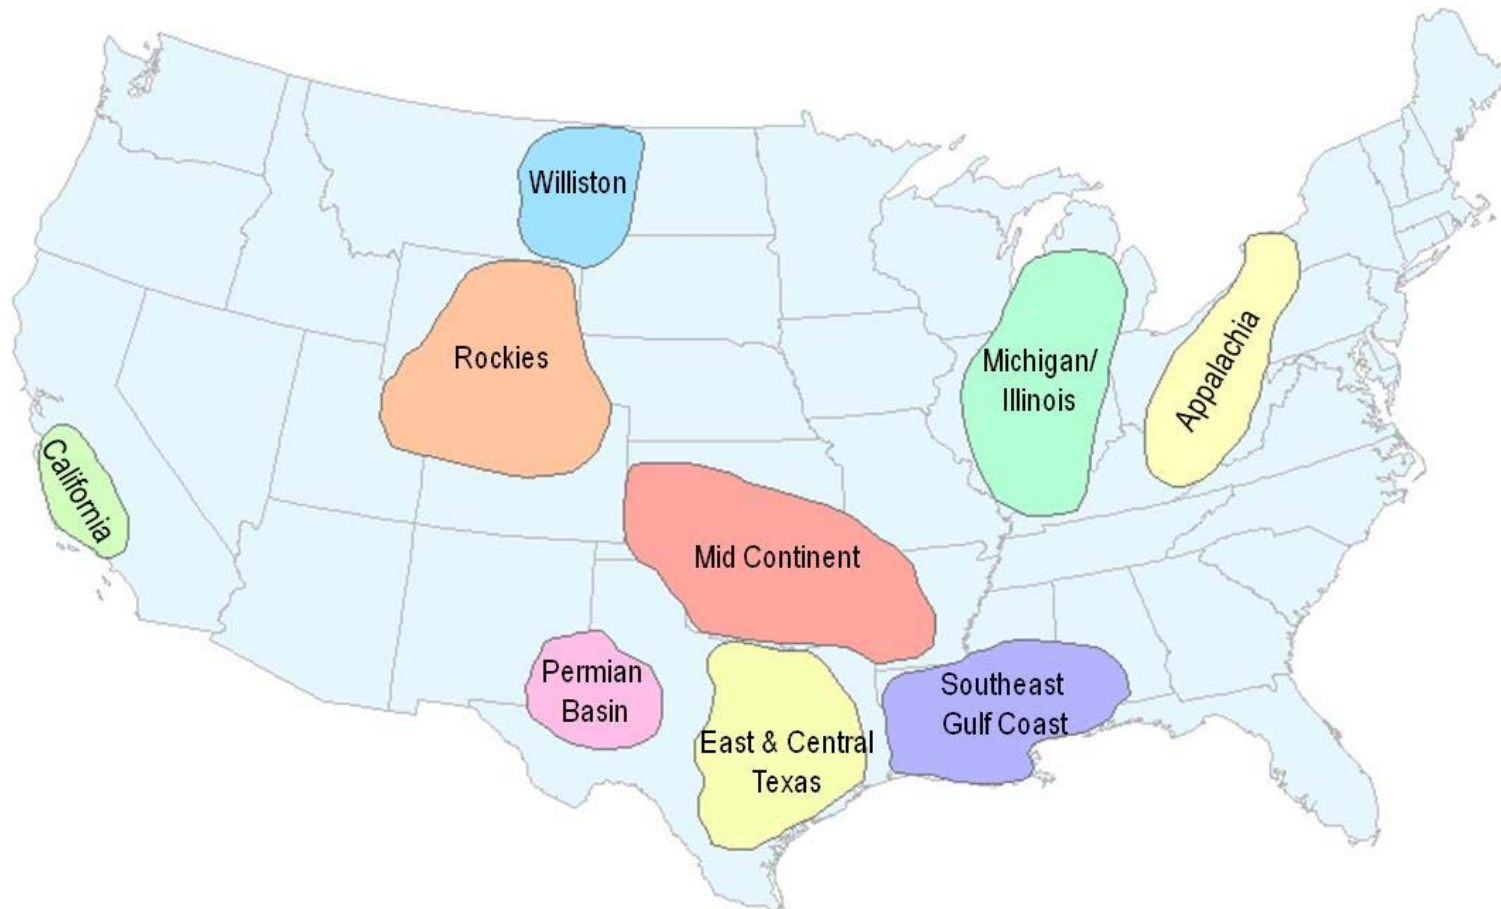 Williston
Rockies
Michigan/
Illinois
Appalachia
California
Mid Continent
Permian
Basin
Southeast
Gulf Coast
East & Central
Texas